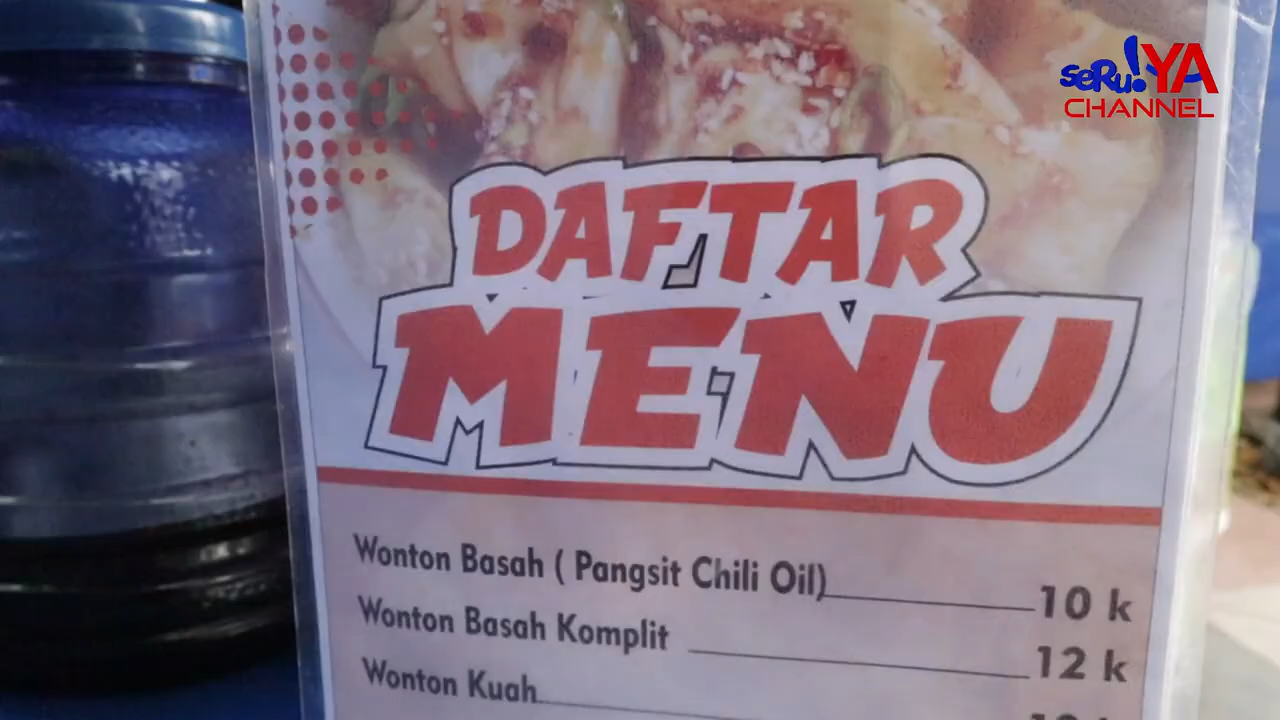 seRu!YA
CHANNEL
DAFTAR
MENU
Wonton Basah ( Pangsit Chili Oil) 10 k
Wonton Basah Komplit 12 k
Wonton Kuah